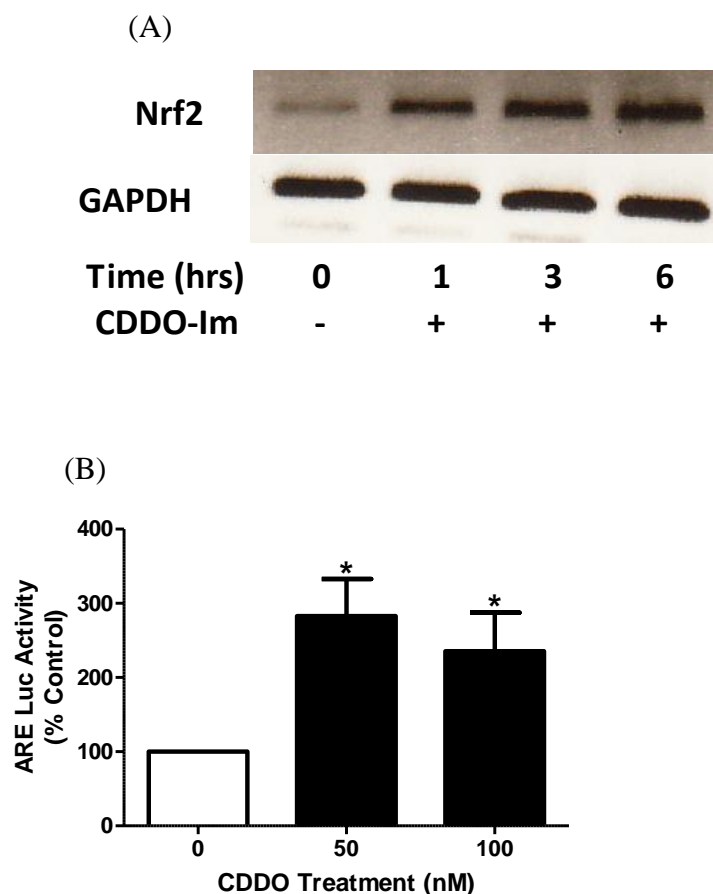 (A)
Nrf2
GAPDH
Time (hrs) 0 1 3 6
CDDO-Im - + + +
(B)
ARE Luc Activity
(% Control)
400
300
200
100
0
* *
0 50 100
CDDO Treatment (nM)